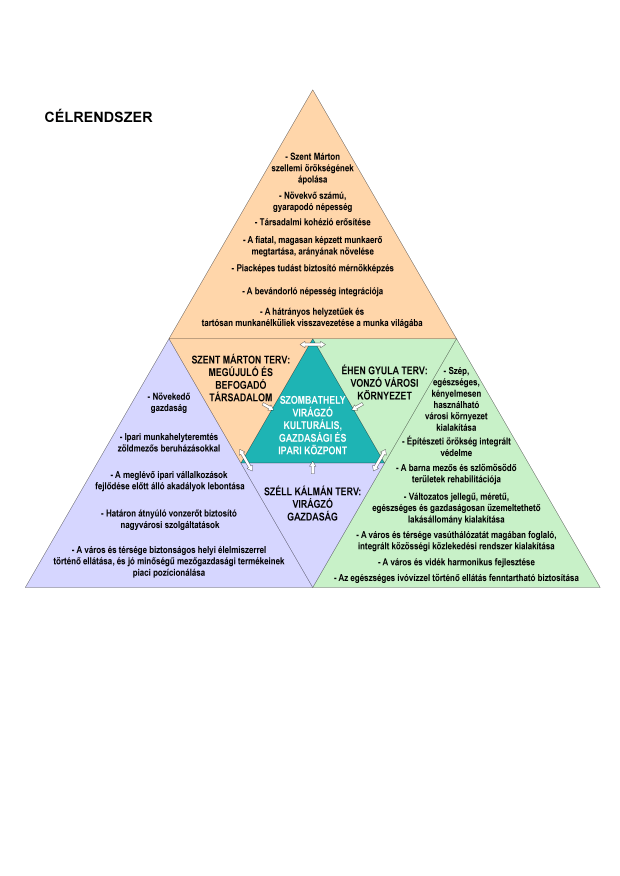 CÉLRENDSZER
- Szent Márton
szellemi örökségének
ápolása
- Növekvő számú,
gyarapodó népesség
- Társadalmi kohézió erősítése
- A fiatal, magasan képzett munkaerő
megtartása, arányának növelése
- Piacképes tudást biztosító mérnökképzés
- A bevándorló népesség integrációja
- A hátrányos helyzetűek és
tartósan munkanélküliek visszavezetése a munka világába
SZENT MÁRTON TERV:
MEGÚJULÓ ÉS
BEFOGADÓ
TÁRSADALOM
ÉHEN GYULA TERV:
VONZÓ VÁROSI
KÖRNYEZET
SZOMBATHELY
VIRÁGZÓ
KULTURÁLIS,
GAZDASÁGI ÉS
IPARI KÖZPONT
SZÉLL KÁLMÁN TERV:
VIRÁGZÓ
GAZDASÁG
- Növekedő
gazdaság
- Ipari munkahelyteremtés
zöldmezős beruházásokkal
- A meglévő ipari vállalkozások
fejlődése előtt álló akadályok lebontása
- Határon átnyúló vonzerőt biztosító
nagyvárosi szolgáltatások
- A város és térsége biztonságos helyi élelmiszerrel
történő ellátása, és jó minőségű mezőgazdasági termékeinek
piaci pozícionálása
- Szép,
egészséges,
kényelmesen
használható
városi környezet
kialakítása
- Építészeti örökség integrált
védelme
- A barna mezős és szlömösödő
területek rehabilitációja
- Változatos jellegű, méretű,
egészséges és gazdaságosan üzemeltethető
lakásállomány kialakítása
- A város és térsége vasúthálózatát magában foglaló,
integrált közösségi közlekedési rendszer kialakítása
- A város és vidék harmonikus fejlesztése
- Az egészséges ivóvízzel történő ellátás fenntartható biztosítása